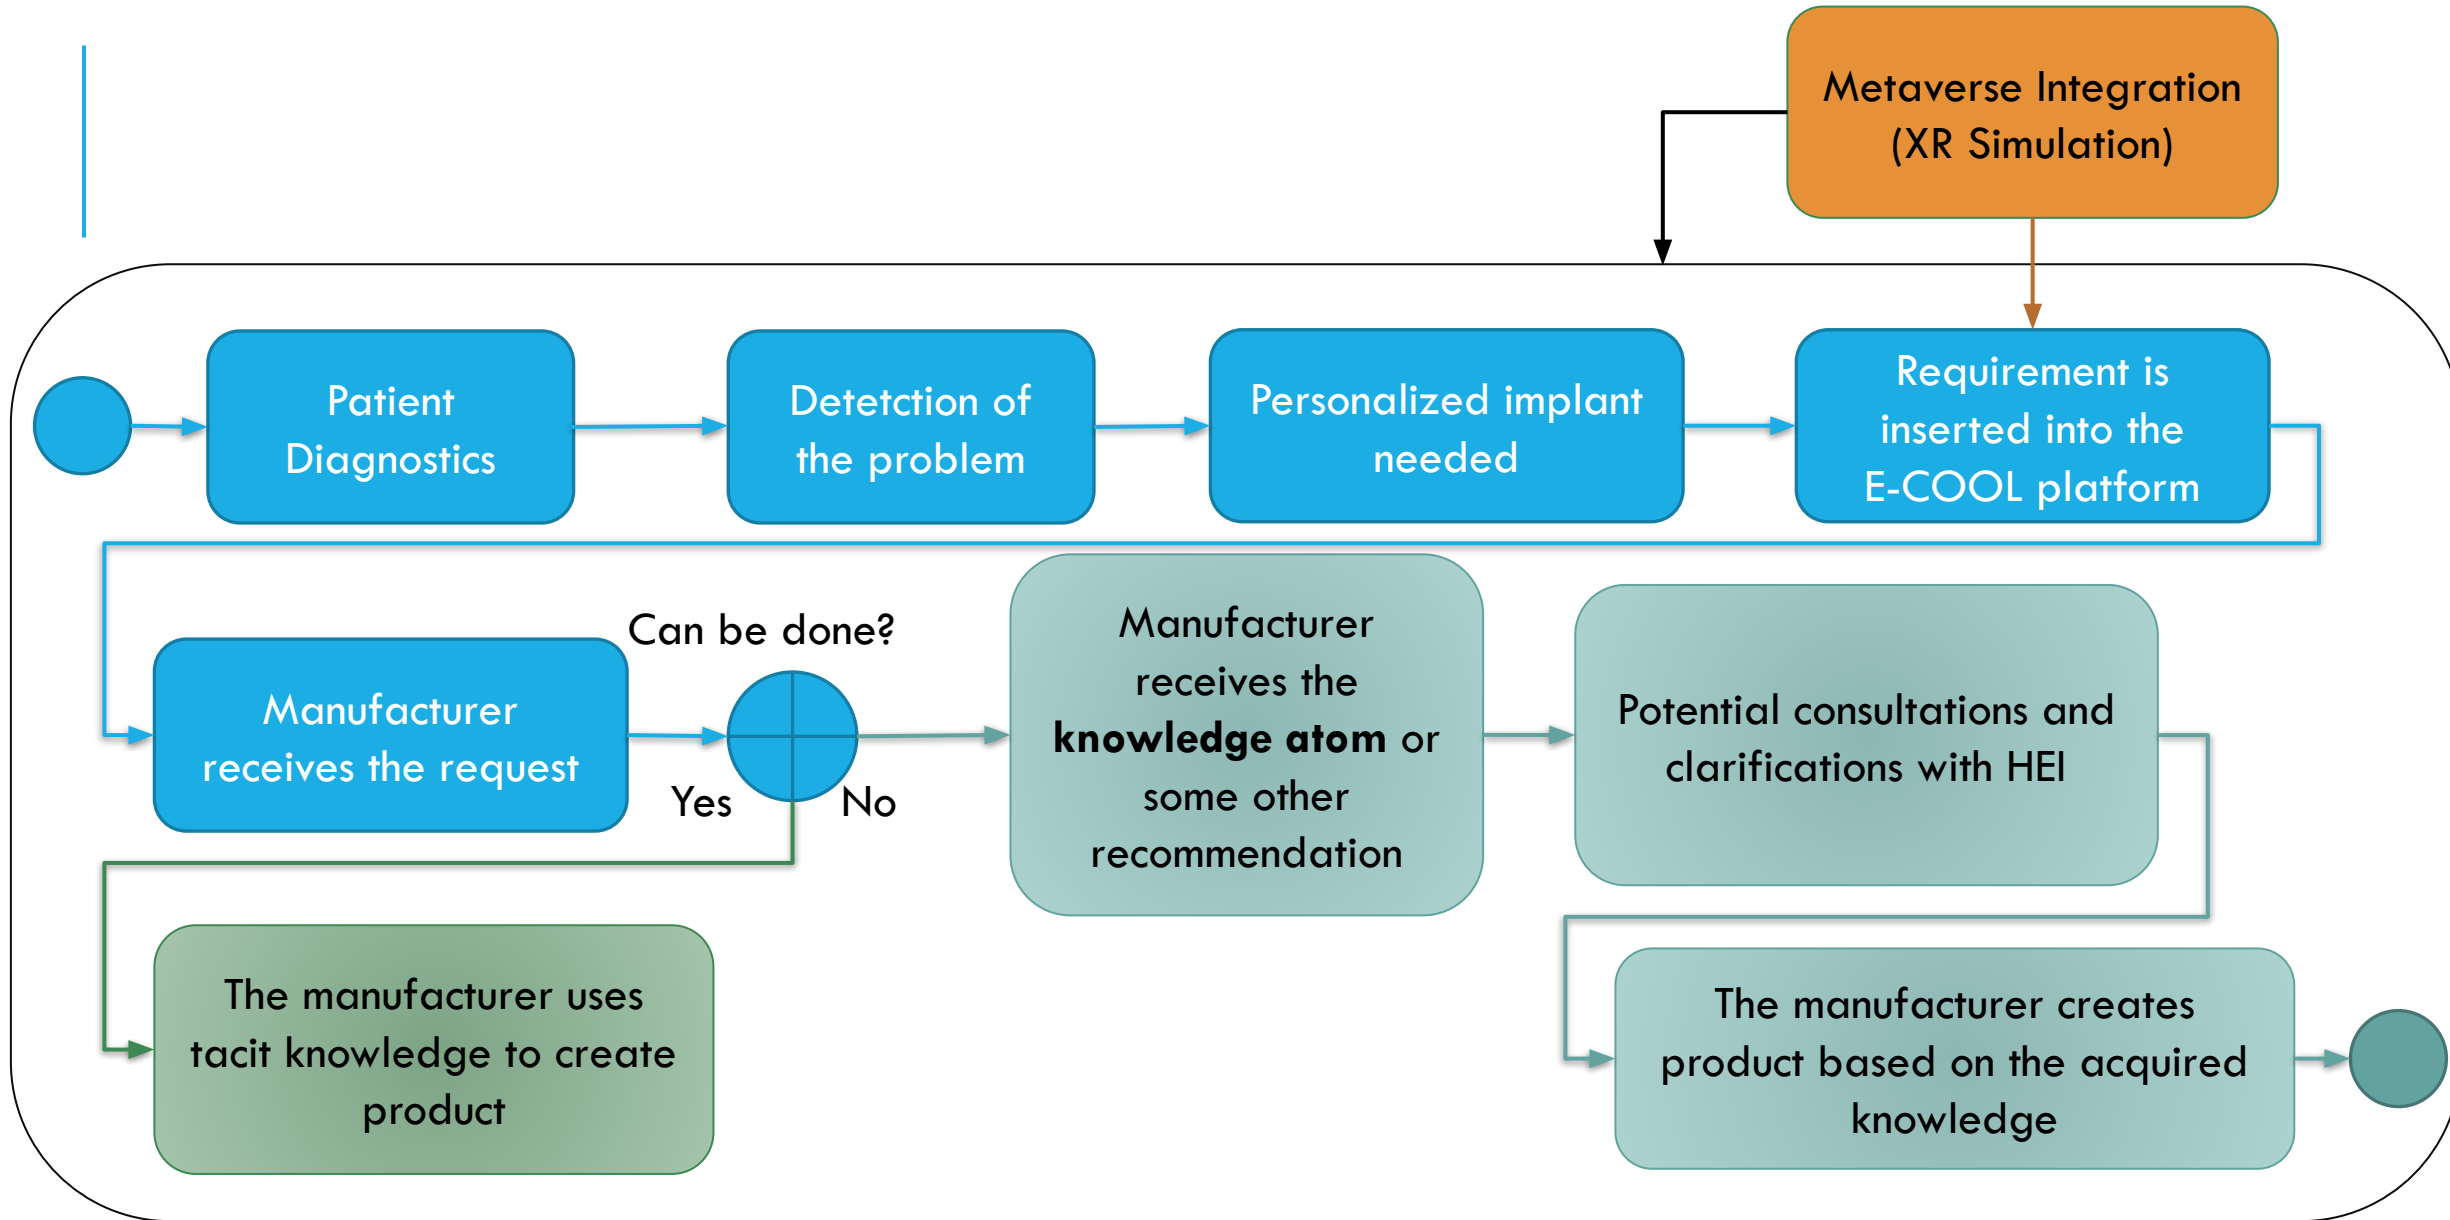 Metaverse Integration
(XR Simulation)
Patient
Diagnostics
Detetction of
the problem
Personalized implant
needed
Requirement is
inserted into the
E-COOL platform
Manufacturer
receives the request
Can be done?
Yes
No
Manufacturer
receives the
knowledge atom or
some other
recommendation
Potential consultations and
clarifications with HEI
The manufacturer uses
tacit knowledge to create
product
The manufacturer creates
product based on the acquired
knowledge